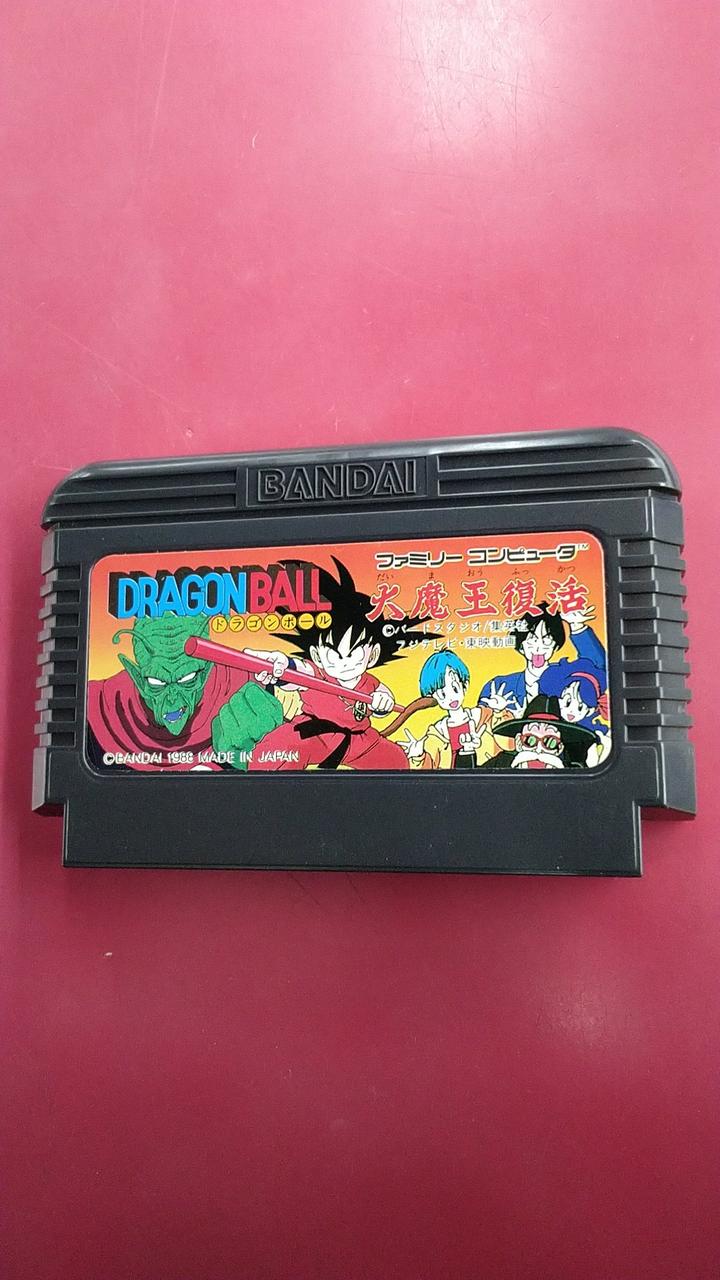 BANDAI
ファミリー コンピュータ™
DRAGON BALL
ドラゴンボール
だい ま おう ふっ かつ
大魔王復活
©バードスタジオ/集英社
フジテレビ・東映動画
©BANDAI 1988 MADE IN JAPAN